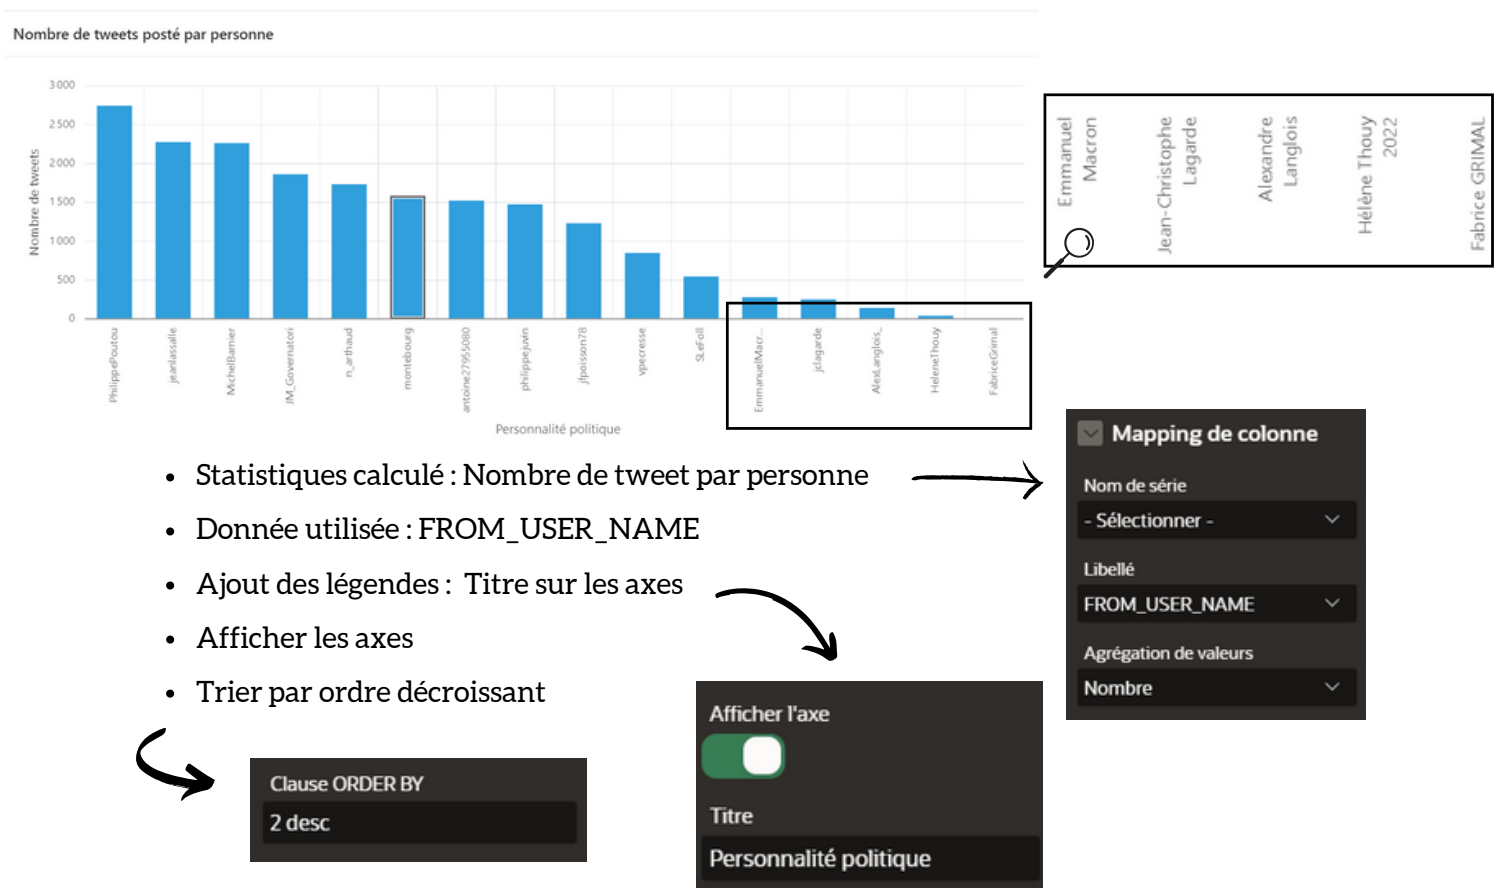 Nombre de tweets posté par personne
Nombre de tweets
3 000
2 500
2 000
1 500
1 000
500
0
PhilippePoutou
jeanlassalle
MichelBarnier
JM_Governatori
n_arthaud
montebourg
antoine27955080
philippejuvin
jfpoisson78
vpecresse
SLeFoll
EmmanuelMacr...
jclagarde
AlexLanglois_
HeleneThouy
FabriceGrimal
Personnalité politique
Emmanuel
Macron
Jean-Christophe
Lagarde
Alexandre
Langlois
Hélène Thouy
2022
Fabrice GRIMAL
• Statistiques calculé : Nombre de tweet par personne
• Donnée utilisée : FROM_USER_NAME
• Ajout des légendes : Titre sur les axes
• Afficher les axes
• Trier par ordre décroissant
Mapping de colonne
Nom de série
- Sélectionner -
Libellé
FROM_USER_NAME
Agrégation de valeurs
Nombre
Afficher l'axe
Titre
Personnalité politique
Clause ORDER BY
2 desc